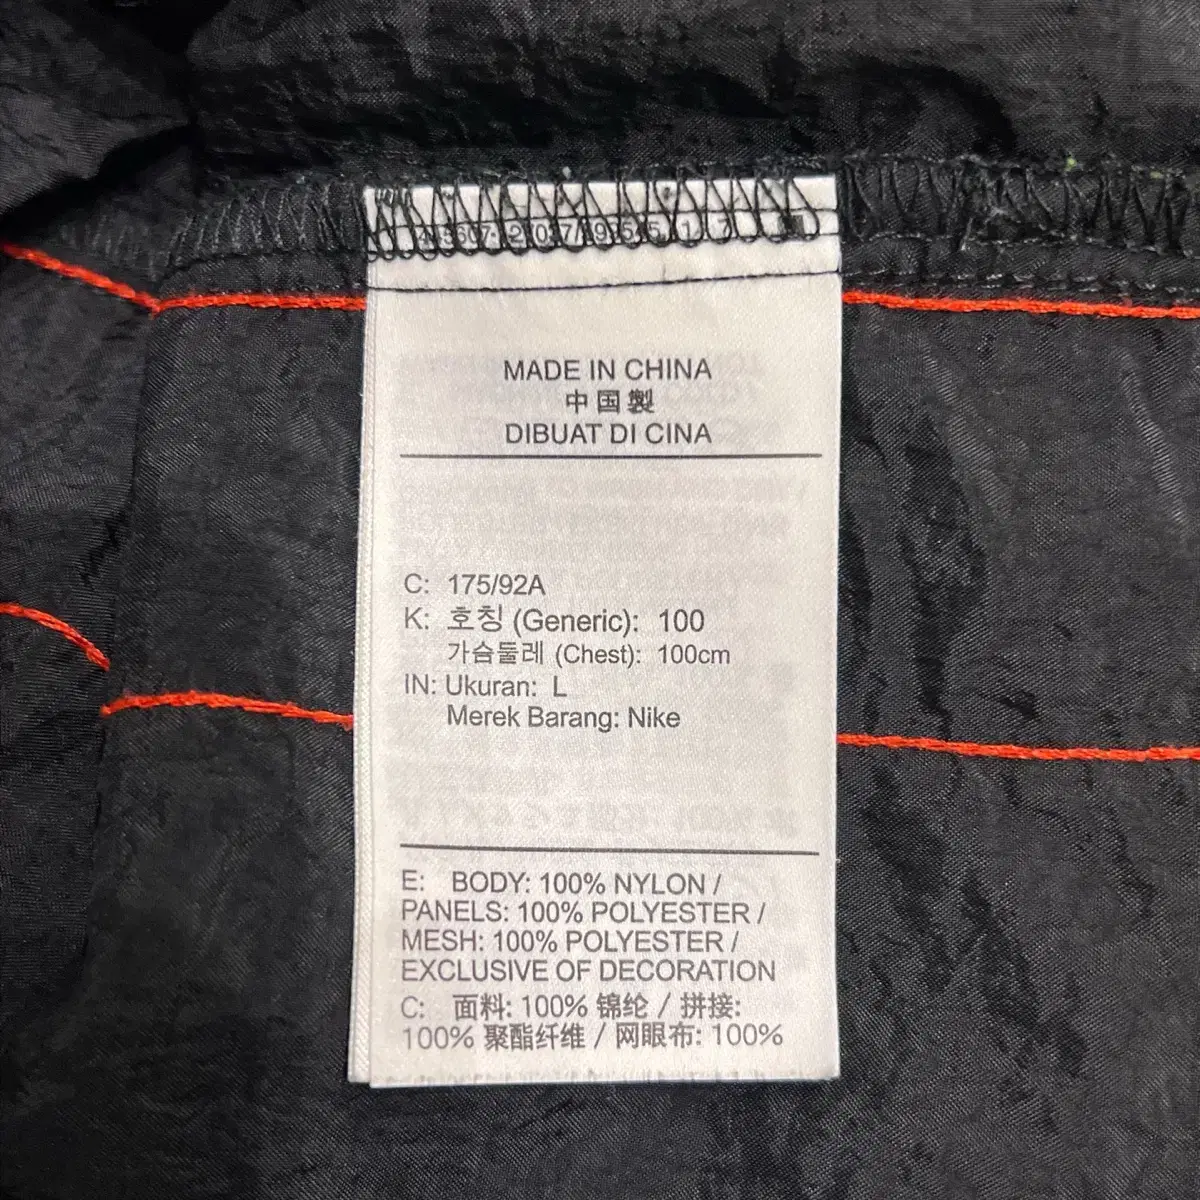 MADE IN CHINA
中国製
DIBUAT DI CINA
C: 175/92A
K: 호칭 (Generic): 100
가슴둘레 (Chest): 100cm
IN: Ukuran: L
Merek Barang: Nike
E: BODY: 100% NYLON /
PANELS: 100% POLYESTER /
MESH: 100% POLYESTER /
EXCLUSIVE OF DECORATION
C: 面料: 100% 锦纶 / 拼接:
100% 聚酯纤维 / 网眼布: 100%